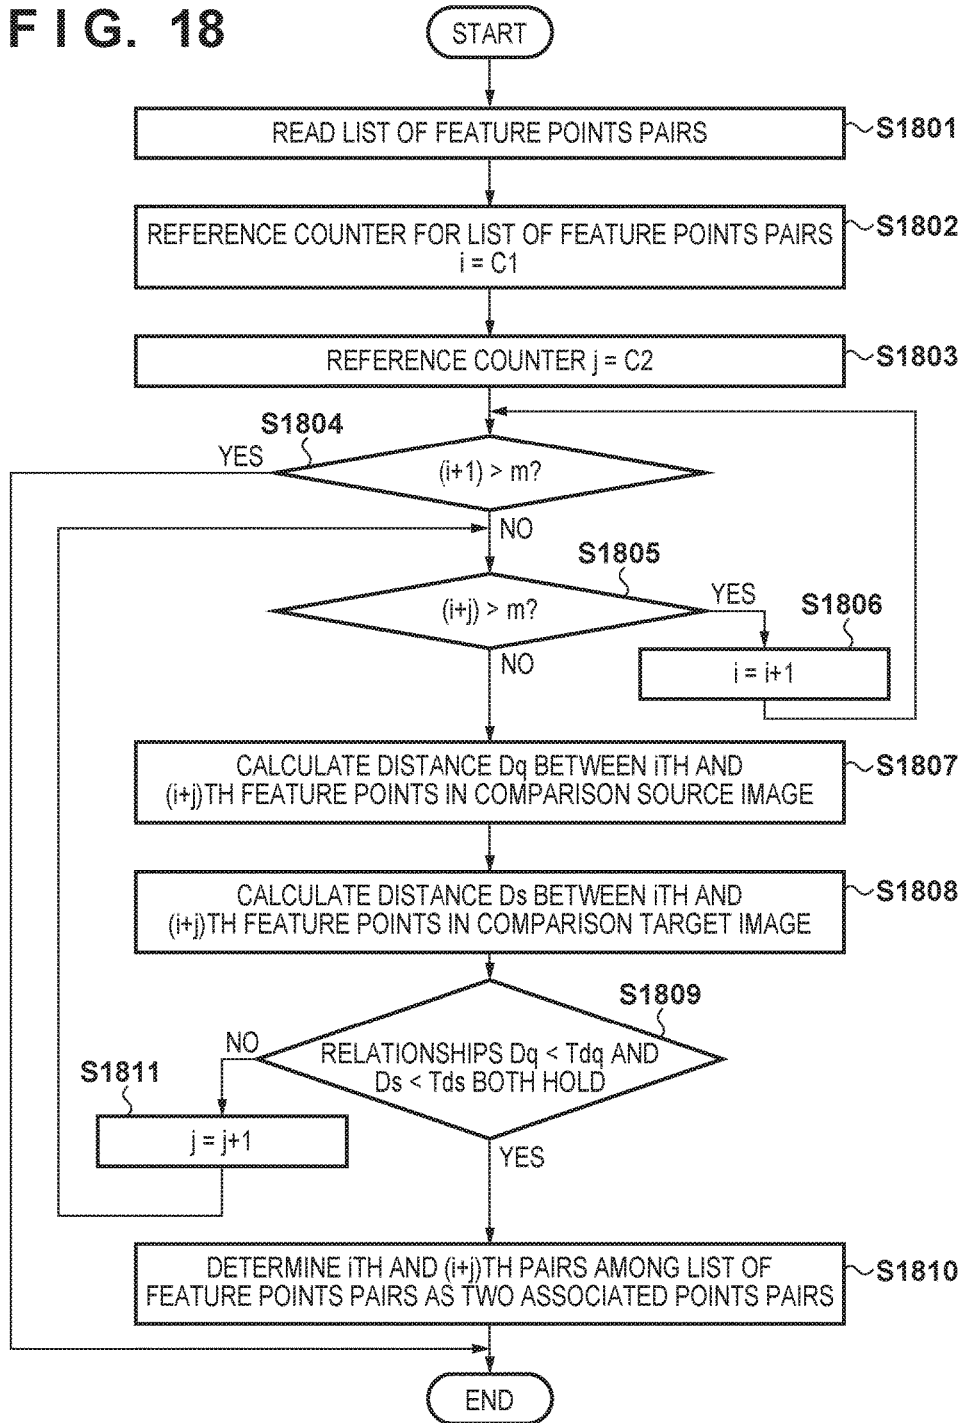 FIG. 18
START
READ LIST OF FEATURE POINTS PAIRS
S1801
REFERENCE COUNTER FOR LIST OF FEATURE POINTS PAIRS
i = C1
S1802
REFERENCE COUNTER j = C2
S1803
S1804
YES
(i+1) > m?
NO
S1805
(i+j) > m?
YES
S1806
NO
i = i+1
CALCULATE DISTANCE Dq BETWEEN iTH AND
(i+j)TH FEATURE POINTS IN COMPARISON SOURCE IMAGE
S1807
CALCULATE DISTANCE Ds BETWEEN iTH AND
(i+j)TH FEATURE POINTS IN COMPARISON TARGET IMAGE
S1808
S1809
NO
RELATIONSHIPS Dq < Tdq AND
Ds < Tds BOTH HOLD
S1811
j = j+1
YES
DETERMINE iTH AND (i+j)TH PAIRS AMONG LIST OF
FEATURE POINTS PAIRS AS TWO ASSOCIATED POINTS PAIRS
S1810
END